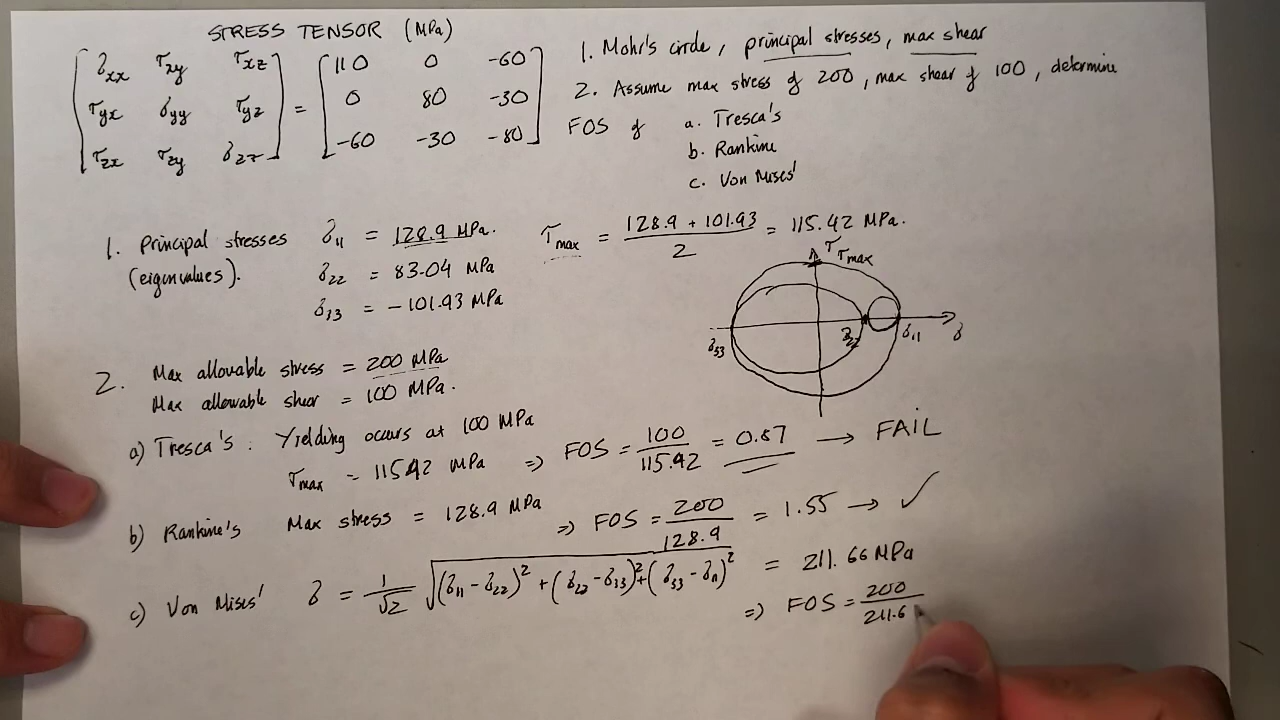 STRESS TENSOR (MPa)
[σxx τxy τxz] = [110 0 -60]
[τyx σyy τyz] [0 80 -30]
[τzx τzy σzz] [-60 -30 -80]
1. Mohr's circle, principal stresses, max shear
2. Assume max stress of 200, max shear of 100, determine
FOS of a. Tresca's
b. Rankine
c. Von Mises'
1. Principal stresses σ11 = 128.9 MPa.
(eigenvalues). σ22 = 83.04 MPa
σ33 = -101.93 MPa
τmax = (128.9 + 101.93)/2 = 115.42 MPa.
τ
τmax
σ33 σ22 σ11 σ
2. Max allowable stress = 200 MPa
Max allowable shear = 100 MPa.
a) Tresca's: Yielding occurs at 100 MPa
τmax = 115.42 MPa => FOS = 100/115.42 = 0.87 → FAIL
b) Rankine's Max stress = 128.9 MPa => FOS = 200/128.9 = 1.55 → ✓
c) Von Mises' σ = 1/√2 √((σ11 - σ22)² + (σ22 - σ33)² + (σ33 - σ11)²) = 211.66 MPa
=> FOS = 200/211.6